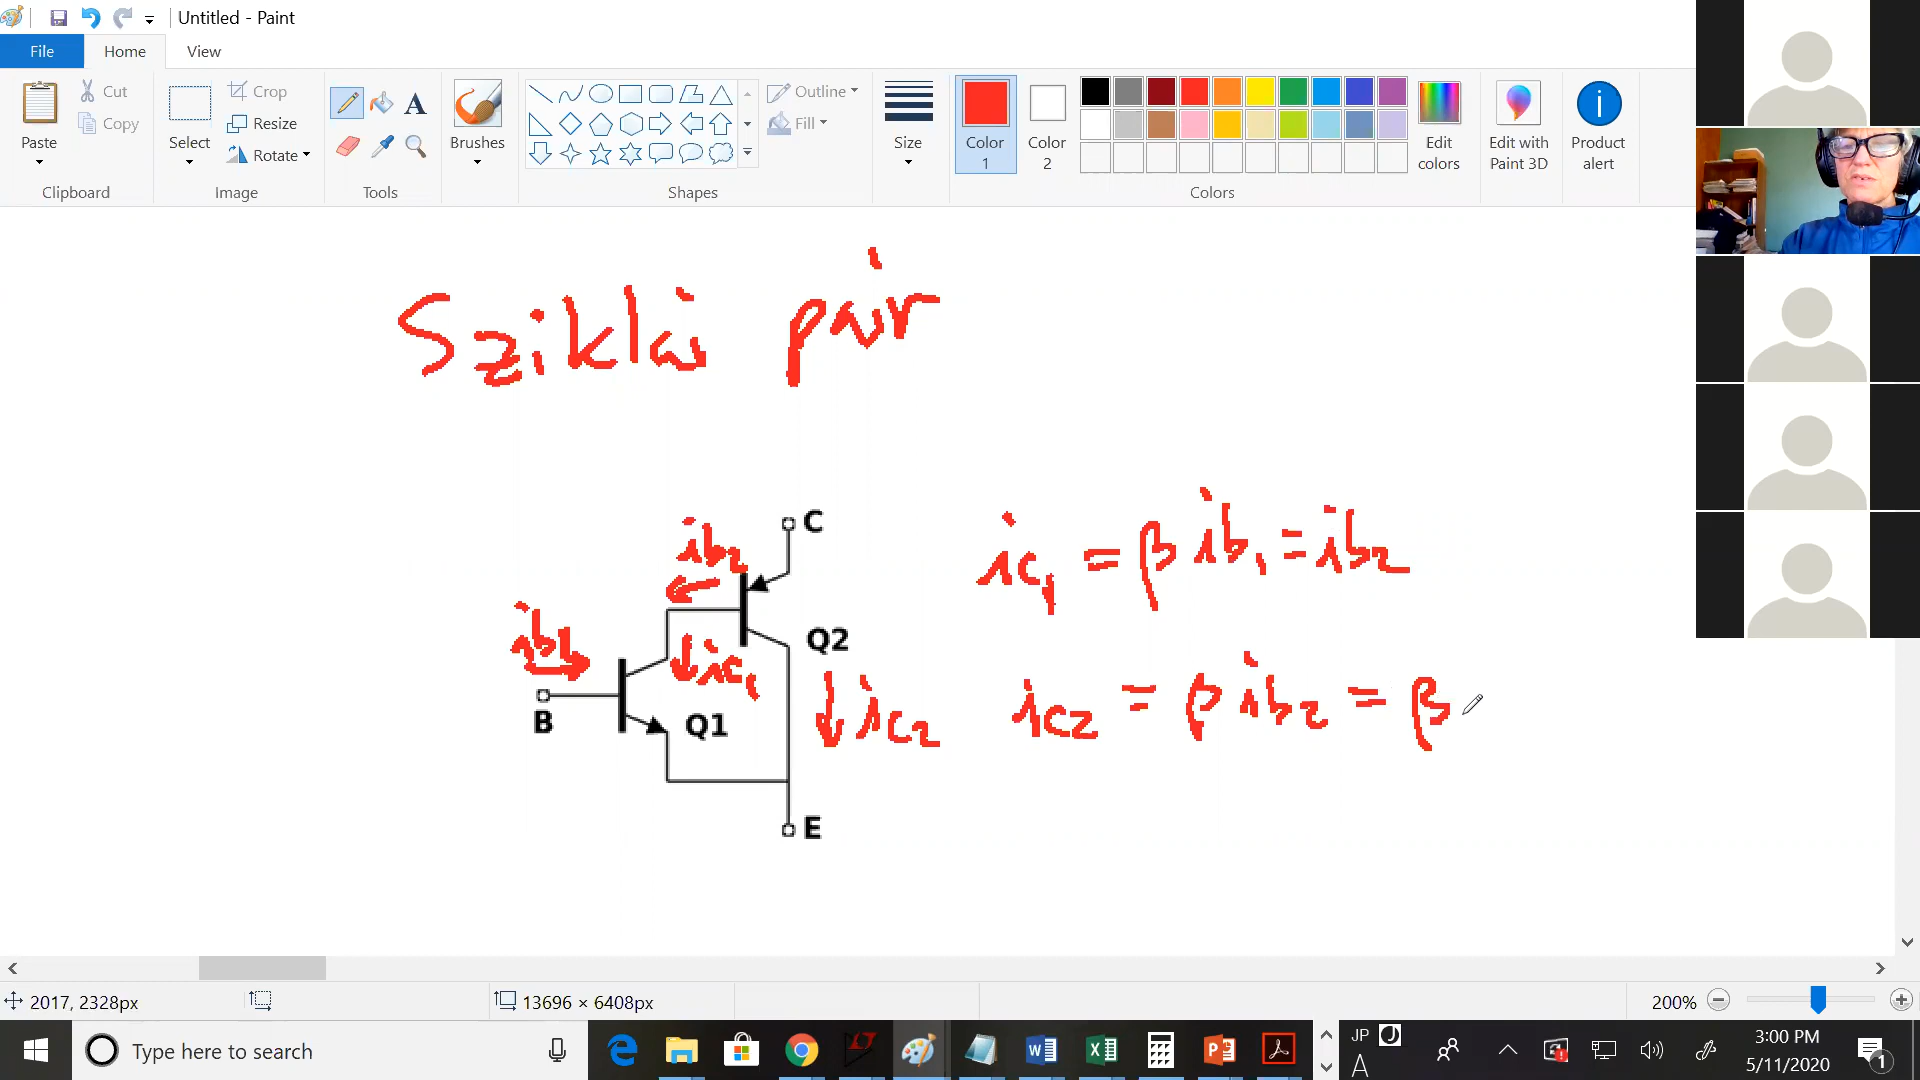 Untitled - Paint
File Home View
Paste
Cut
Copy
Clipboard
Select
Crop
Resize
Rotate
Image
Tools
Brushes
Shapes
Outline
Fill
Size
Color 1
Color 2
Colors
Edit colors
Edit with Paint 3D
Product alert
Sziklai pair
C
ib2
ic1 = β ib1 = ib2
ib1
Q2
ic1
B
Q1
ic2
ic2 = β ib2 = β
E
2017, 2328px
13696 × 6408px
200%
Type here to search
JP
A
3:00 PM
5/11/2020
1